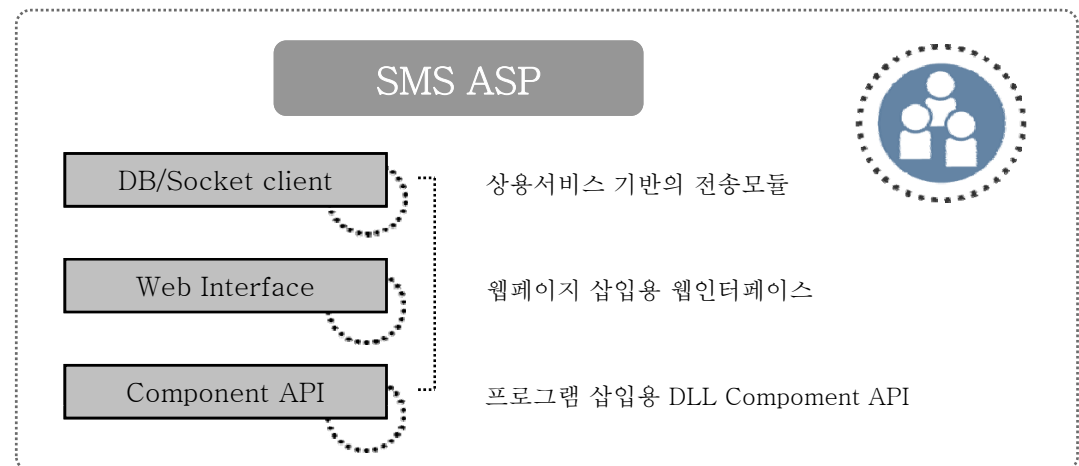 SMS ASP
DB/Socket client
상용서비스 기반의 전송모듈
Web Interface
웹페이지 삽입용 웹인터페이스
Component API
프로그램 삽입용 DLL Compoment API